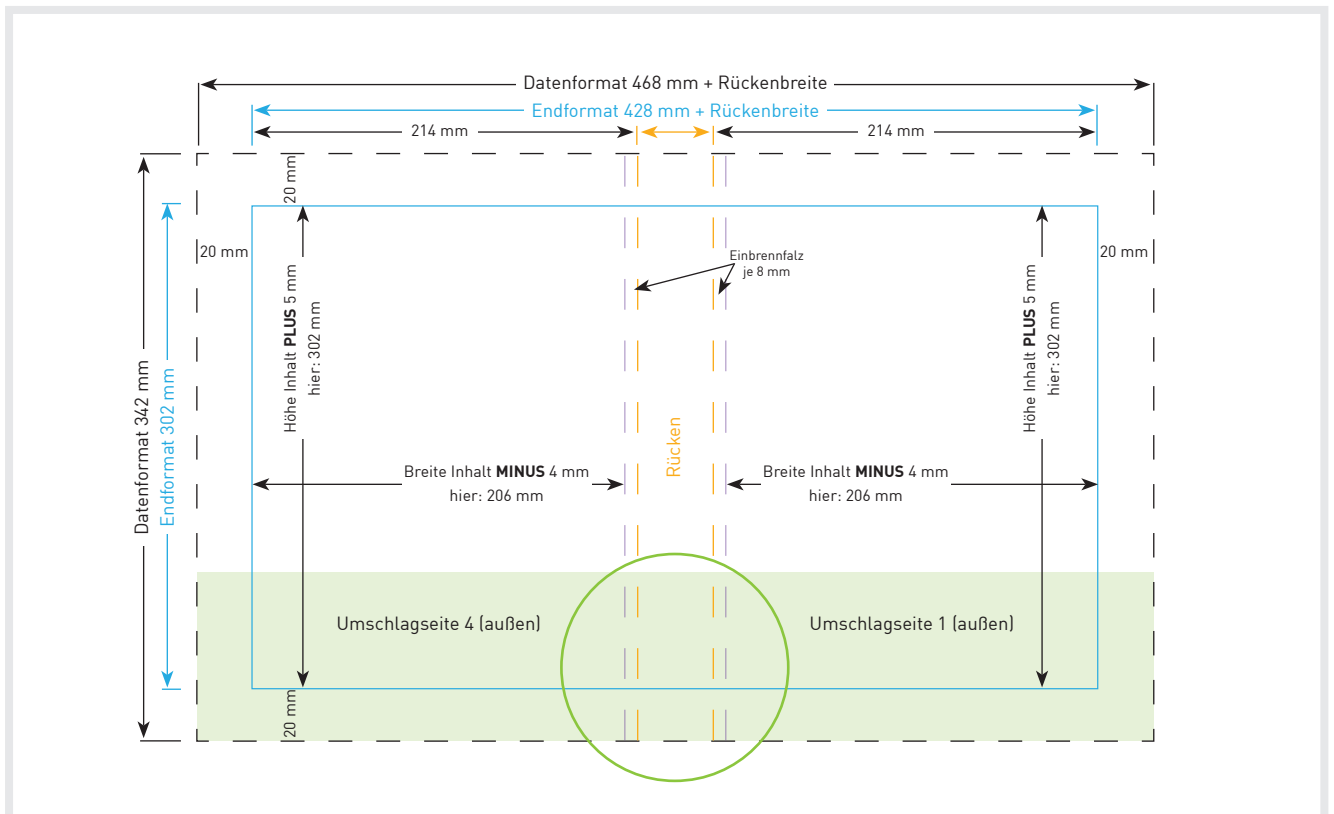 Datenformat 468 mm + Rückenbreite
Endformat 428 mm + Rückenbreite
214 mm
214 mm
20 mm
20 mm
20 mm
Einbrennfalz
je 8 mm
Höhe Inhalt PLUS 5 mm
hier: 302 mm
Höhe Inhalt PLUS 5 mm
hier: 302 mm
Datenformat 342 mm
Endformat 302 mm
Rücken
Breite Inhalt MINUS 4 mm
hier: 206 mm
Breite Inhalt MINUS 4 mm
hier: 206 mm
Umschlagseite 4 (außen)
Umschlagseite 1 (außen)
20 mm